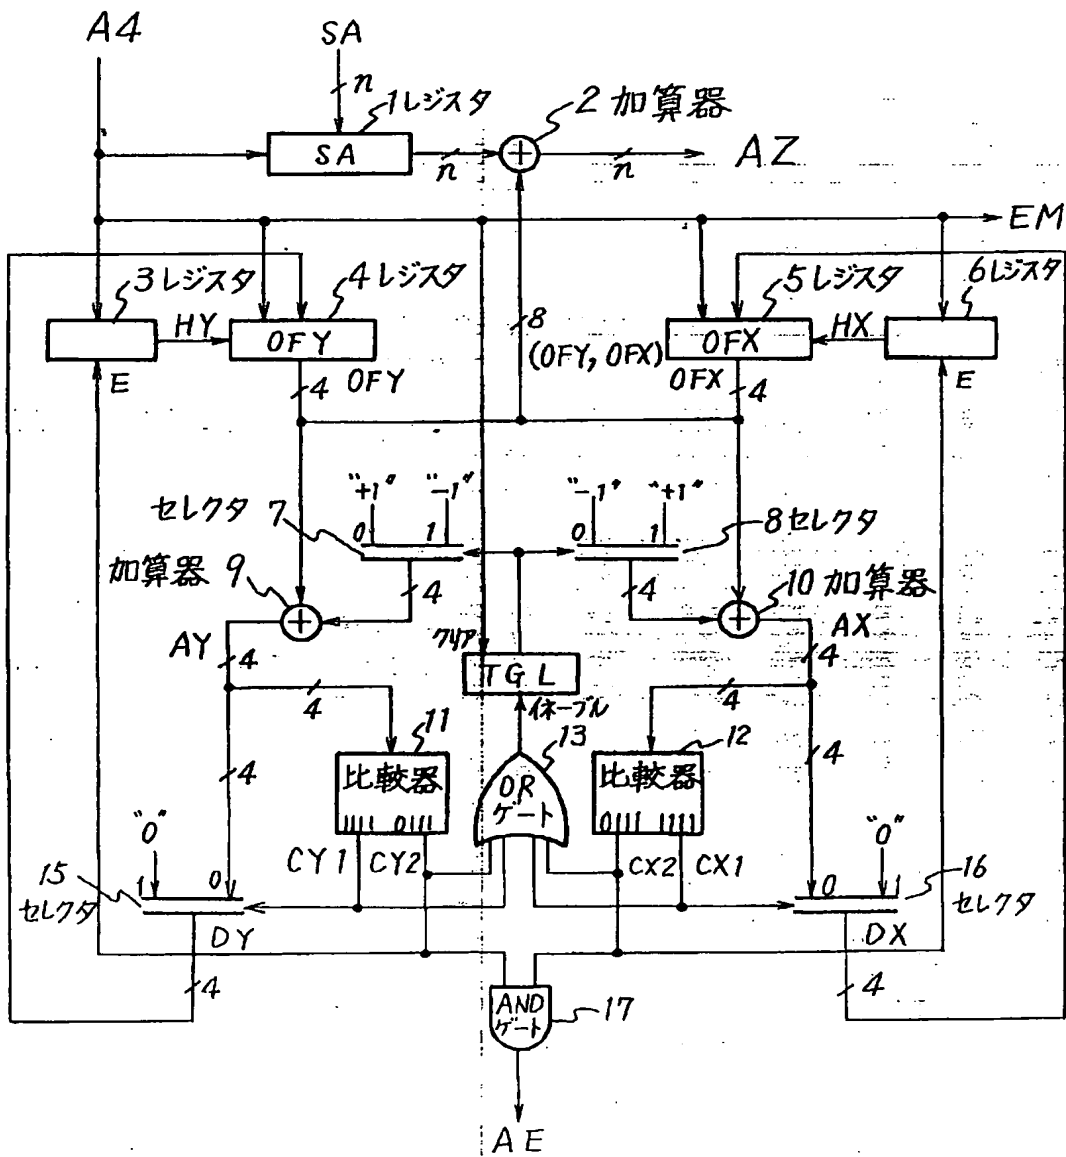 A4
SA
n
1レジスタ
2 加算器
SA
n
n
AZ
EM
3レジスタ
4レジスタ
5レジスタ
6レジスタ
HY
OFY
8
OFX
HX
E
OFY
(OFY, OFX)
OFX
E
4
4
"+1"
"-1"
"-1"
"+1"
セレクタ 7
0
1
0
1
8セレクタ
加算器 9
4
4
10 加算器
AY
AX
4
クリア
4
TGL
イネーブル
4
4
11
13
12
4
比較器
OR
ゲート
比較器
4
1111
0111
0111
1111
"0"
"0"
CY1
CY2
CX2
CX1
15
セレクタ
1
0
0
1
16
セレクタ
DY
DX
4
4
AND
ゲート
17
AE